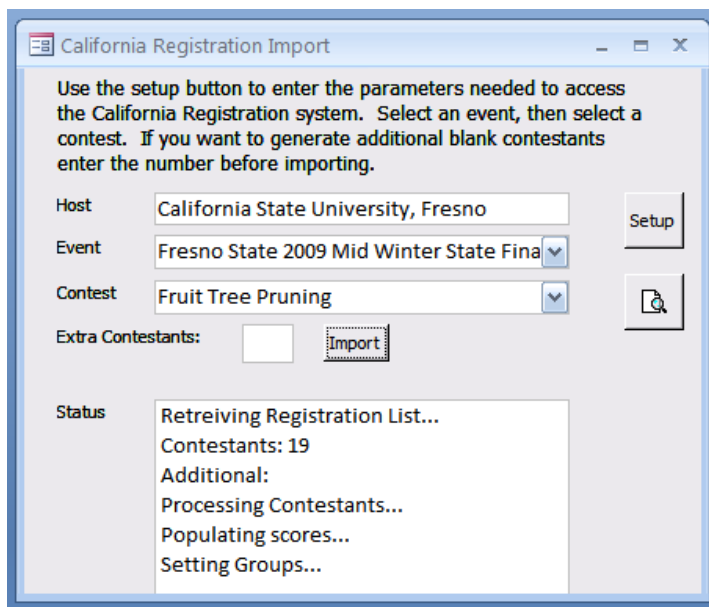 California Registration Import
Use the setup button to enter the parameters needed to access
the California Registration system. Select an event, then select a
contest. If you want to generate additional blank contestants
enter the number before importing.
Host California State University, Fresno Setup
Event Fresno State 2009 Mid Winter State Fina
Contest Fruit Tree Pruning
Extra Contestants: Import
Status Retreiving Registration List...
Contestants: 19
Additional:
Processing Contestants...
Populating scores...
Setting Groups...